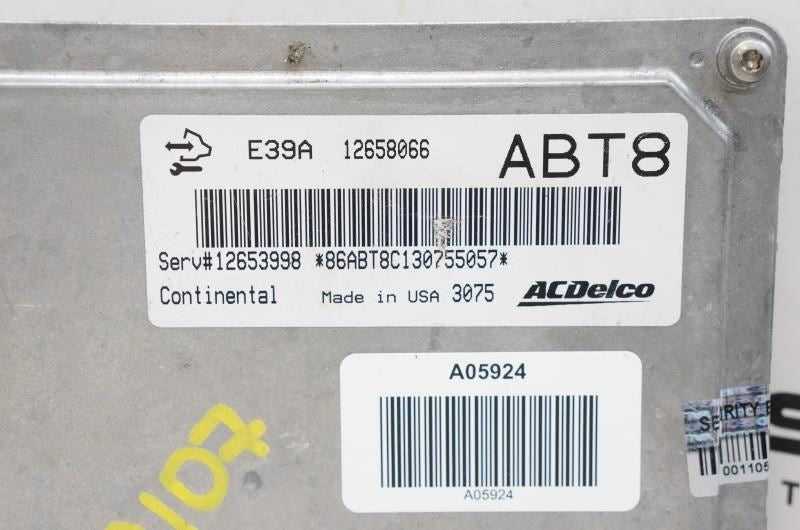 E39A 12658066 ABT8
Serv#12653998 *86ABT8C130755057*
Continental Made in USA 3075 ACDelco
A05924
A05924